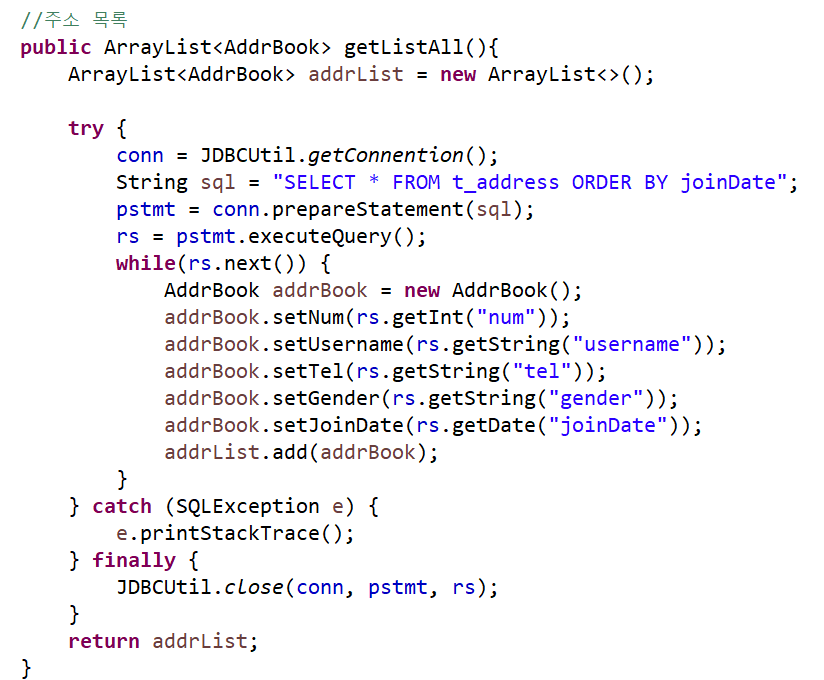 //주소 목록
public ArrayList<AddrBook> getListAll(){
    ArrayList<AddrBook> addrList = new ArrayList<>();

    try {
        conn = JDBCUtil.getConnention();
        String sql = "SELECT * FROM t_address ORDER BY joinDate";
        pstmt = conn.prepareStatement(sql);
        rs = pstmt.executeQuery();
        while(rs.next()) {
            AddrBook addrBook = new AddrBook();
            addrBook.setNum(rs.getInt("num"));
            addrBook.setUsername(rs.getString("username"));
            addrBook.setTel(rs.getString("tel"));
            addrBook.setGender(rs.getString("gender"));
            addrBook.setJoinDate(rs.getDate("joinDate"));
            addrList.add(addrBook);
        }
    } catch (SQLException e) {
        e.printStackTrace();
    } finally {
        JDBCUtil.close(conn, pstmt, rs);
    }
    return addrList;
}